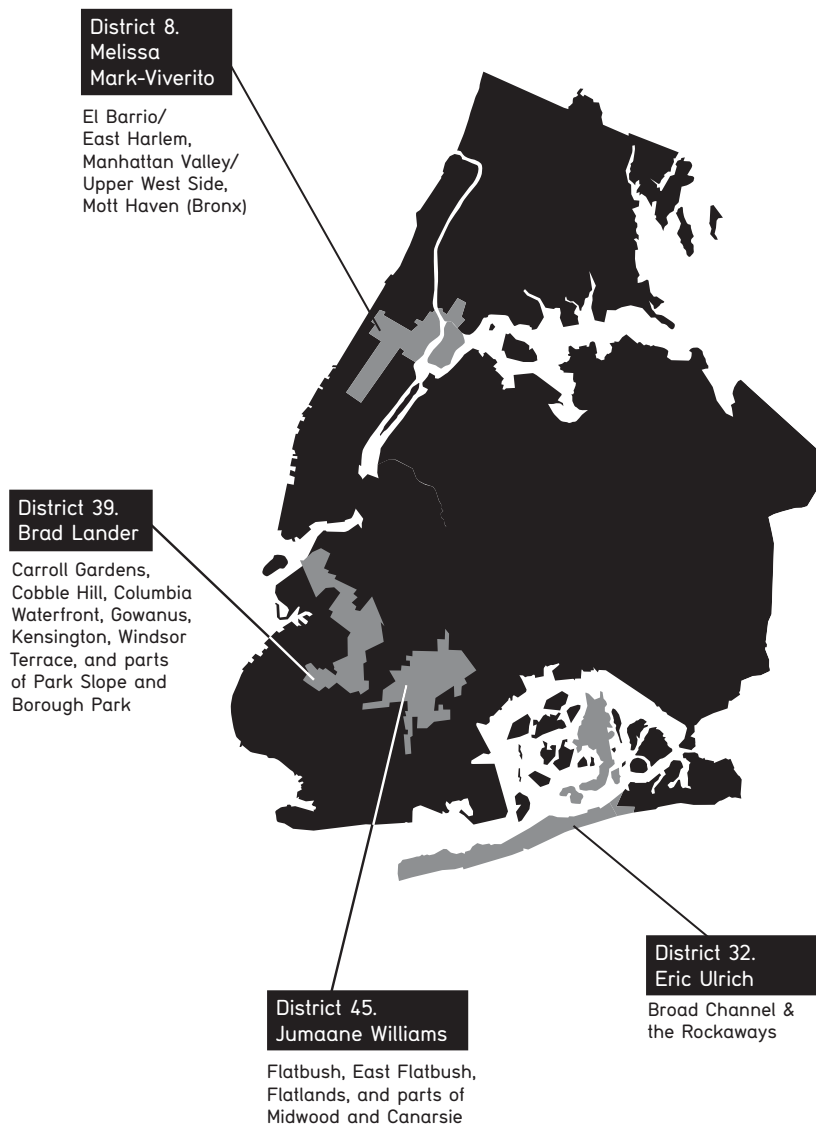 District 8.
Melissa
Mark-Viverito
El Barrio/
East Harlem,
Manhattan Valley/
Upper West Side,
Mott Haven (Bronx)
District 39.
Brad Lander
Carroll Gardens,
Cobble Hill, Columbia
Waterfront, Gowanus,
Kensington, Windsor
Terrace, and parts
of Park Slope and
Borough Park
District 45.
Jumaane Williams
Flatbush, East Flatbush,
Flatlands, and parts of
Midwood and Canarsie
District 32.
Eric Ulrich
Broad Channel &
the Rockaways